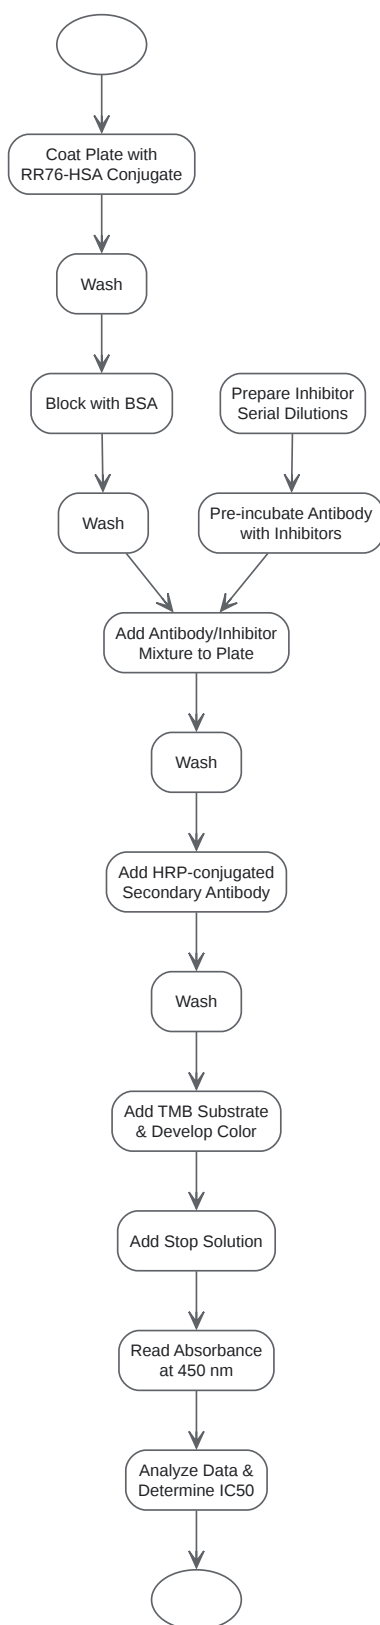 Coat Plate with
RR76-HSA Conjugate
Wash
Block with BSA
Prepare Inhibitor
Serial Dilutions
Wash
Pre-incubate Antibody
with Inhibitors
Add Antibody/Inhibitor
Mixture to Plate
Wash
Add HRP-conjugated
Secondary Antibody
Wash
Add TMB Substrate
& Develop Color
Add Stop Solution
Read Absorbance
at 450 nm
Analyze Data &
Determine IC50